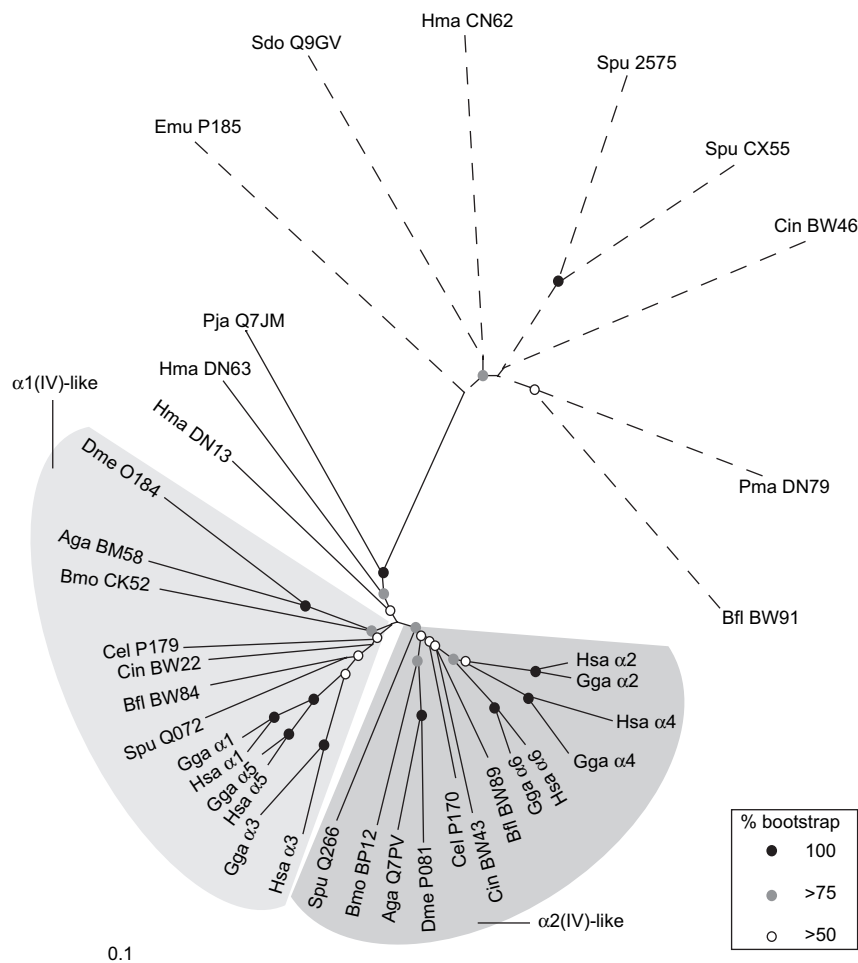 Hma CN62
Sdo Q9GV
Spu 2575
Emu P185
Spu CX55
Cin BW46
Pja Q7JM
Hma DN63
α1(IV)-like
Hma DN13
Dme O184
Pma DN79
Aga BM58
Bmo CK52
Bfl BW91
Cel P179
Cin BW22
Bfl BW84
Spu Q072
Gga α1
Hsa α1
Gga α5
Hsa α5
Gga α3
Hsa α3
Spu Q266
Bmo BP12
Aga Q7PV
Dme P081
Cel P170
Cin BW43
Bfl BW89
Gga α6
Hsa α6
Gga α4
Hsa α4
Gga α2
Hsa α2
α2(IV)-like
% bootstrap
100
>75
>50
0.1